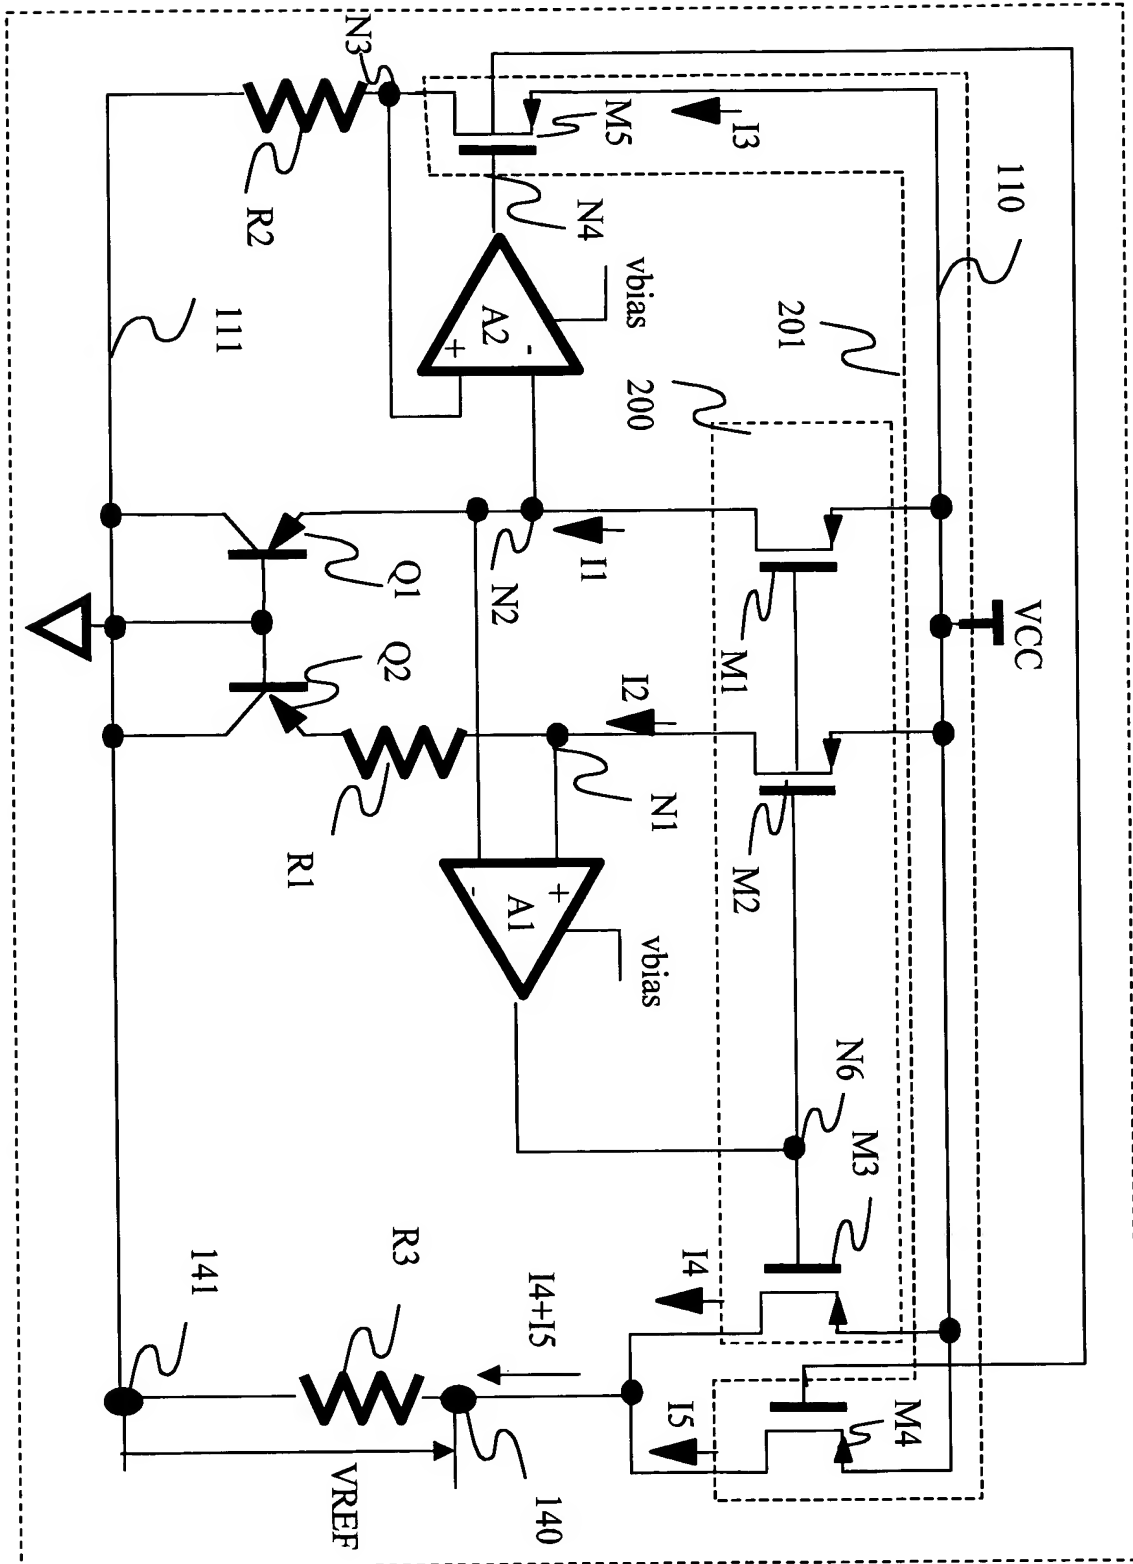 VCC
110
M4
M3
N6
201
I3
M1
M2
I4
I5
N1
vbias
200
vbias
I2
M5
N4
I1
+
I4+I5
140
-
A2
N2
A1
+
-
Q1
Q2
R3
N3
VREF
R1
R2
111
141